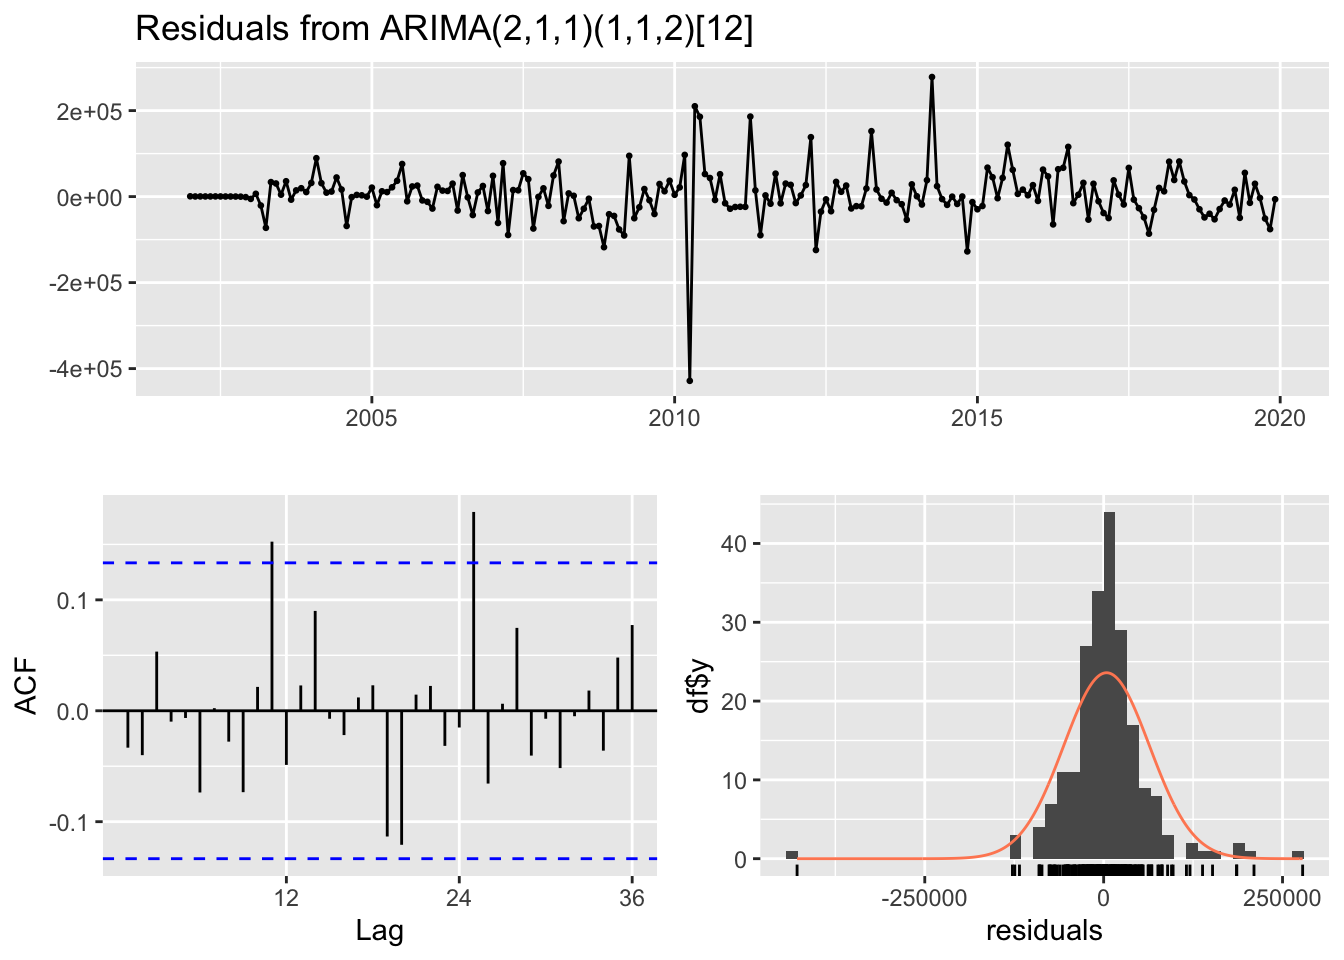 Residuals from ARIMA(2,1,1)(1,1,2)[12]
2e+05
0e+00
-2e+05
-4e+05
2005 2010 2015 2020
ACF
0.1
0.0
-0.1
12 24 36
Lag
df$y
40
30
20
10
0
-250000 0 250000
residuals